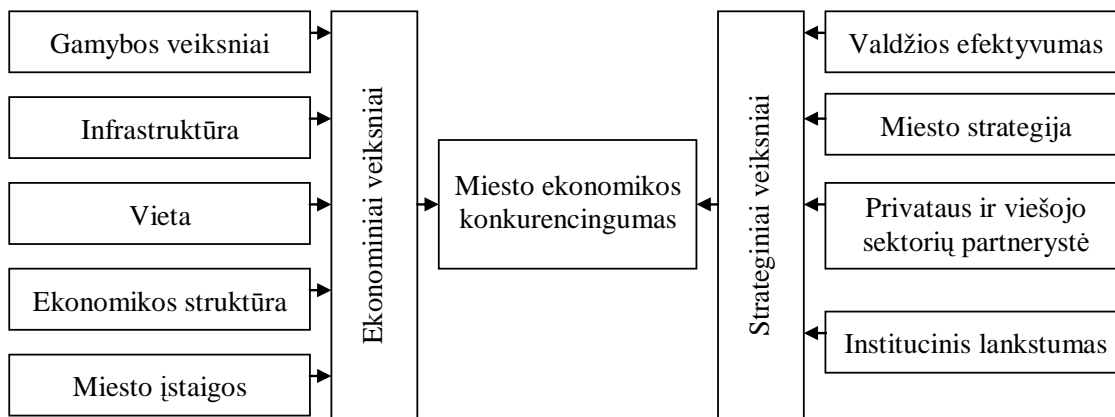 Gamybos veiksniai
Infrastruktūra
Vieta
Ekonomikos struktūra
Miesto įstaigos
Ekonominiai veiksniai
Miesto ekonomikos
konkurencingumas
Strateginiai veiksniai
Valdžios efektyvumas
Miesto strategija
Privataus ir viešojo
sektorių partnerystė
Institucinis lankstumas